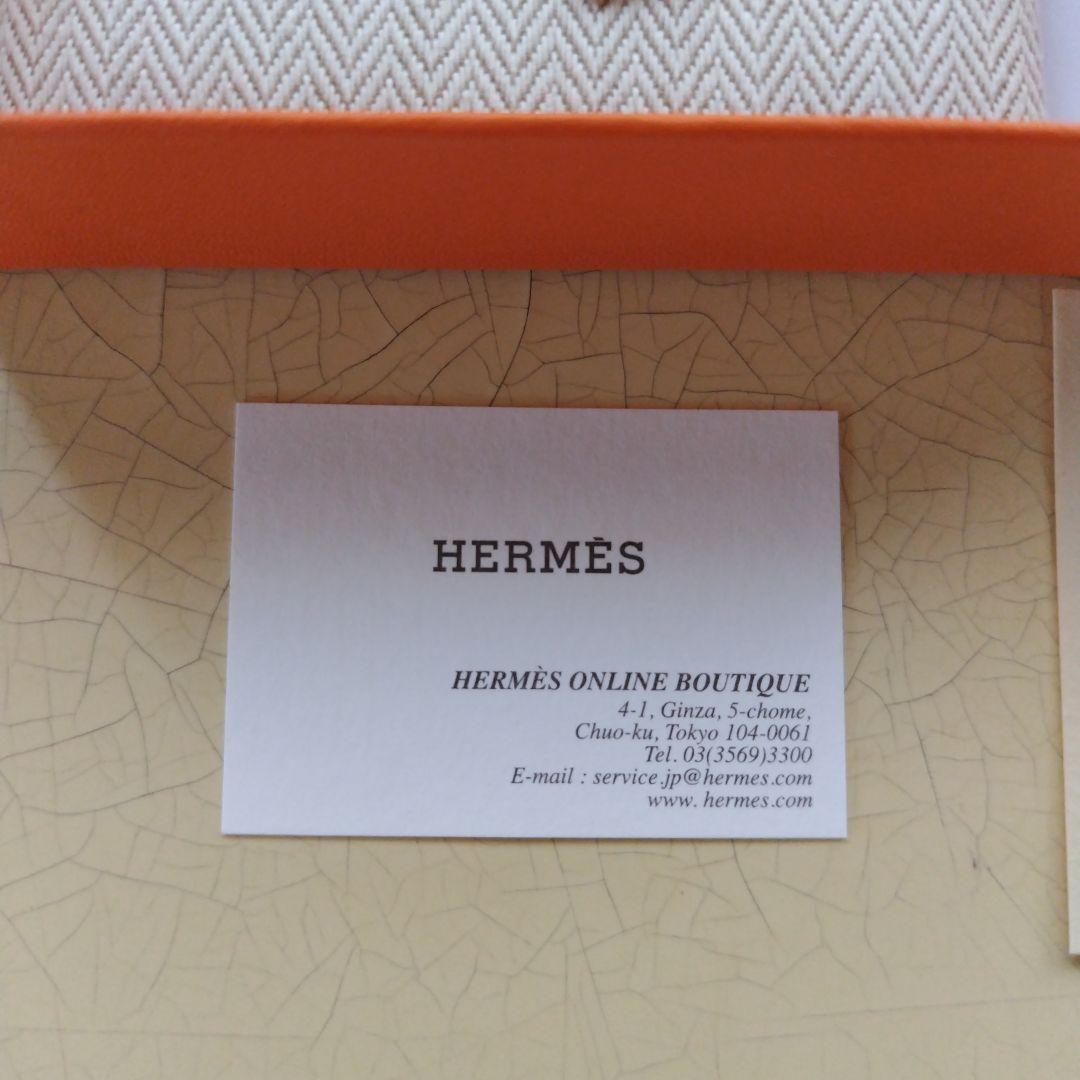 HERMÈS
HERMÈS ONLINE BOUTIQUE
4-1, Ginza, 5-chome,
Chuo-ku, Tokyo 104-0061
Tel. 03(3569)3300
E-mail : service.jp@hermes.com
www. hermes.com